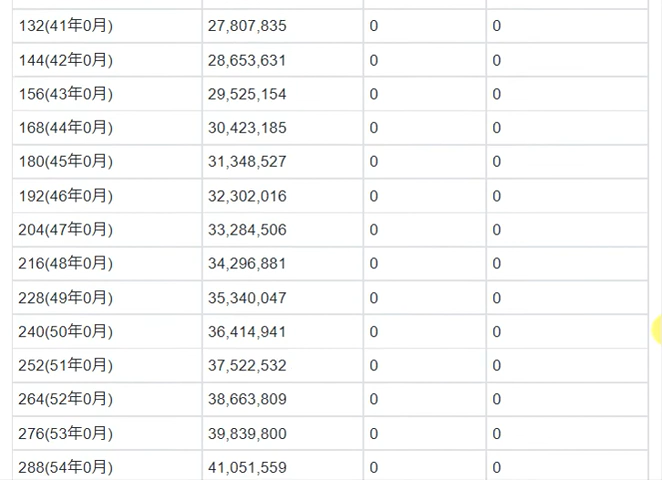 132(41年0月) 27,807,835 0 0
144(42年0月) 28,653,631 0 0
156(43年0月) 29,525,154 0 0
168(44年0月) 30,423,185 0 0
180(45年0月) 31,348,527 0 0
192(46年0月) 32,302,016 0 0
204(47年0月) 33,284,506 0 0
216(48年0月) 34,296,881 0 0
228(49年0月) 35,340,047 0 0
240(50年0月) 36,414,941 0 0
252(51年0月) 37,522,532 0 0
264(52年0月) 38,663,809 0 0
276(53年0月) 39,839,800 0 0
288(54年0月) 41,051,559 0 0